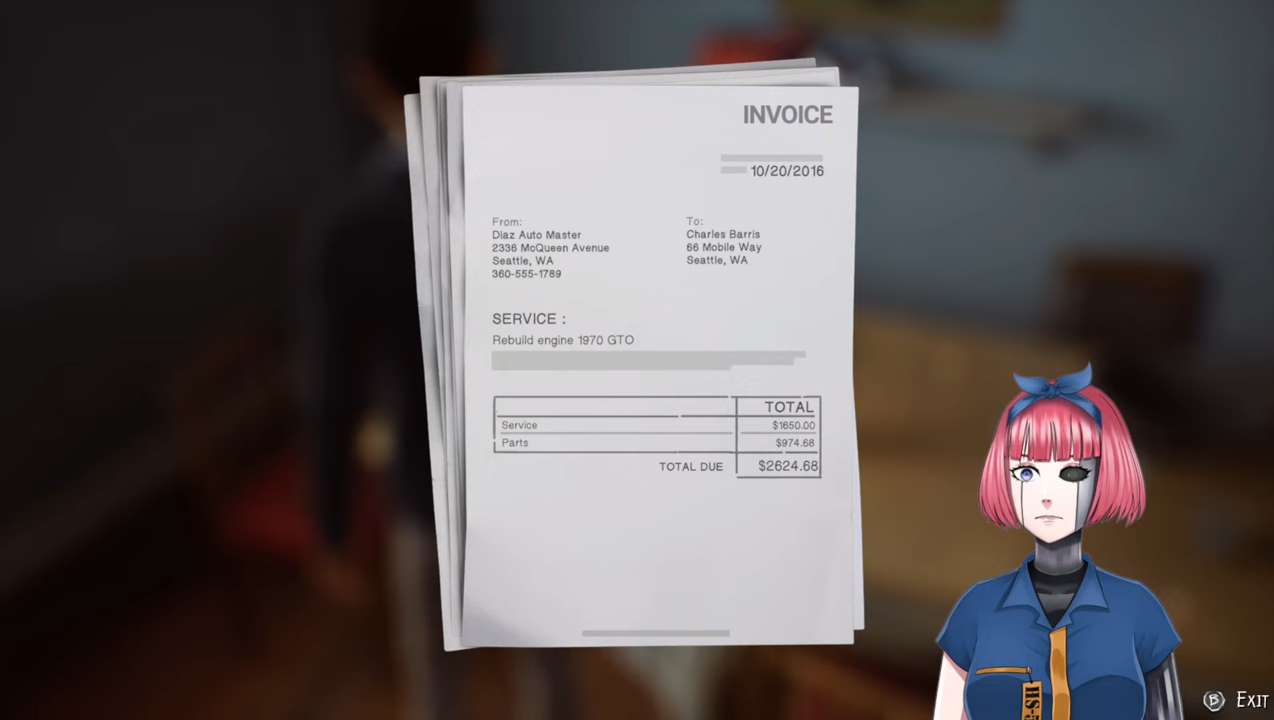 INVOICE
10/20/2016
From:
Diaz Auto Master
2336 McQueen Avenue
Seattle, WA
360-555-1789
To:
Charles Barris
66 Mobile Way
Seattle, WA
SERVICE :
Rebuild engine 1970 GTO
TOTAL
Service $1650.00
Parts $974.68
TOTAL DUE $2624.68
HS-
B EXIT